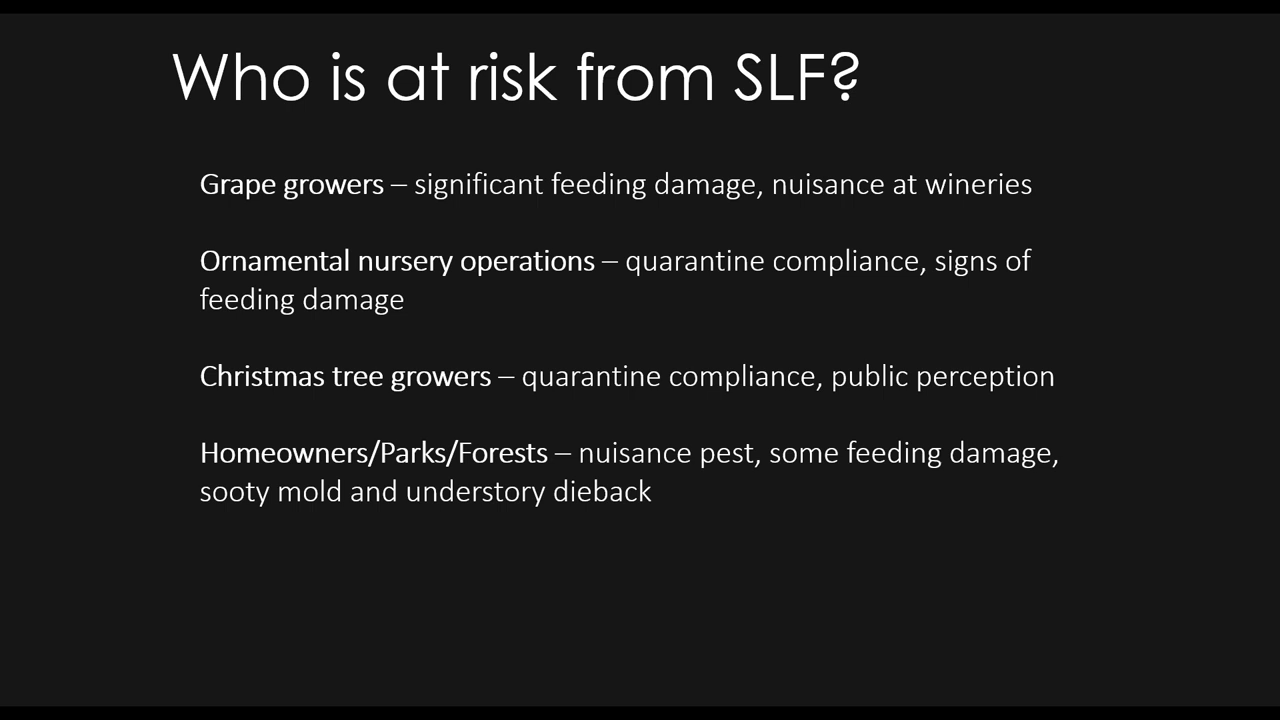 Who is at risk from SLF?
Grape growers – significant feeding damage, nuisance at wineries
Ornamental nursery operations – quarantine compliance, signs of
feeding damage
Christmas tree growers – quarantine compliance, public perception
Homeowners/Parks/Forests – nuisance pest, some feeding damage,
sooty mold and understory dieback